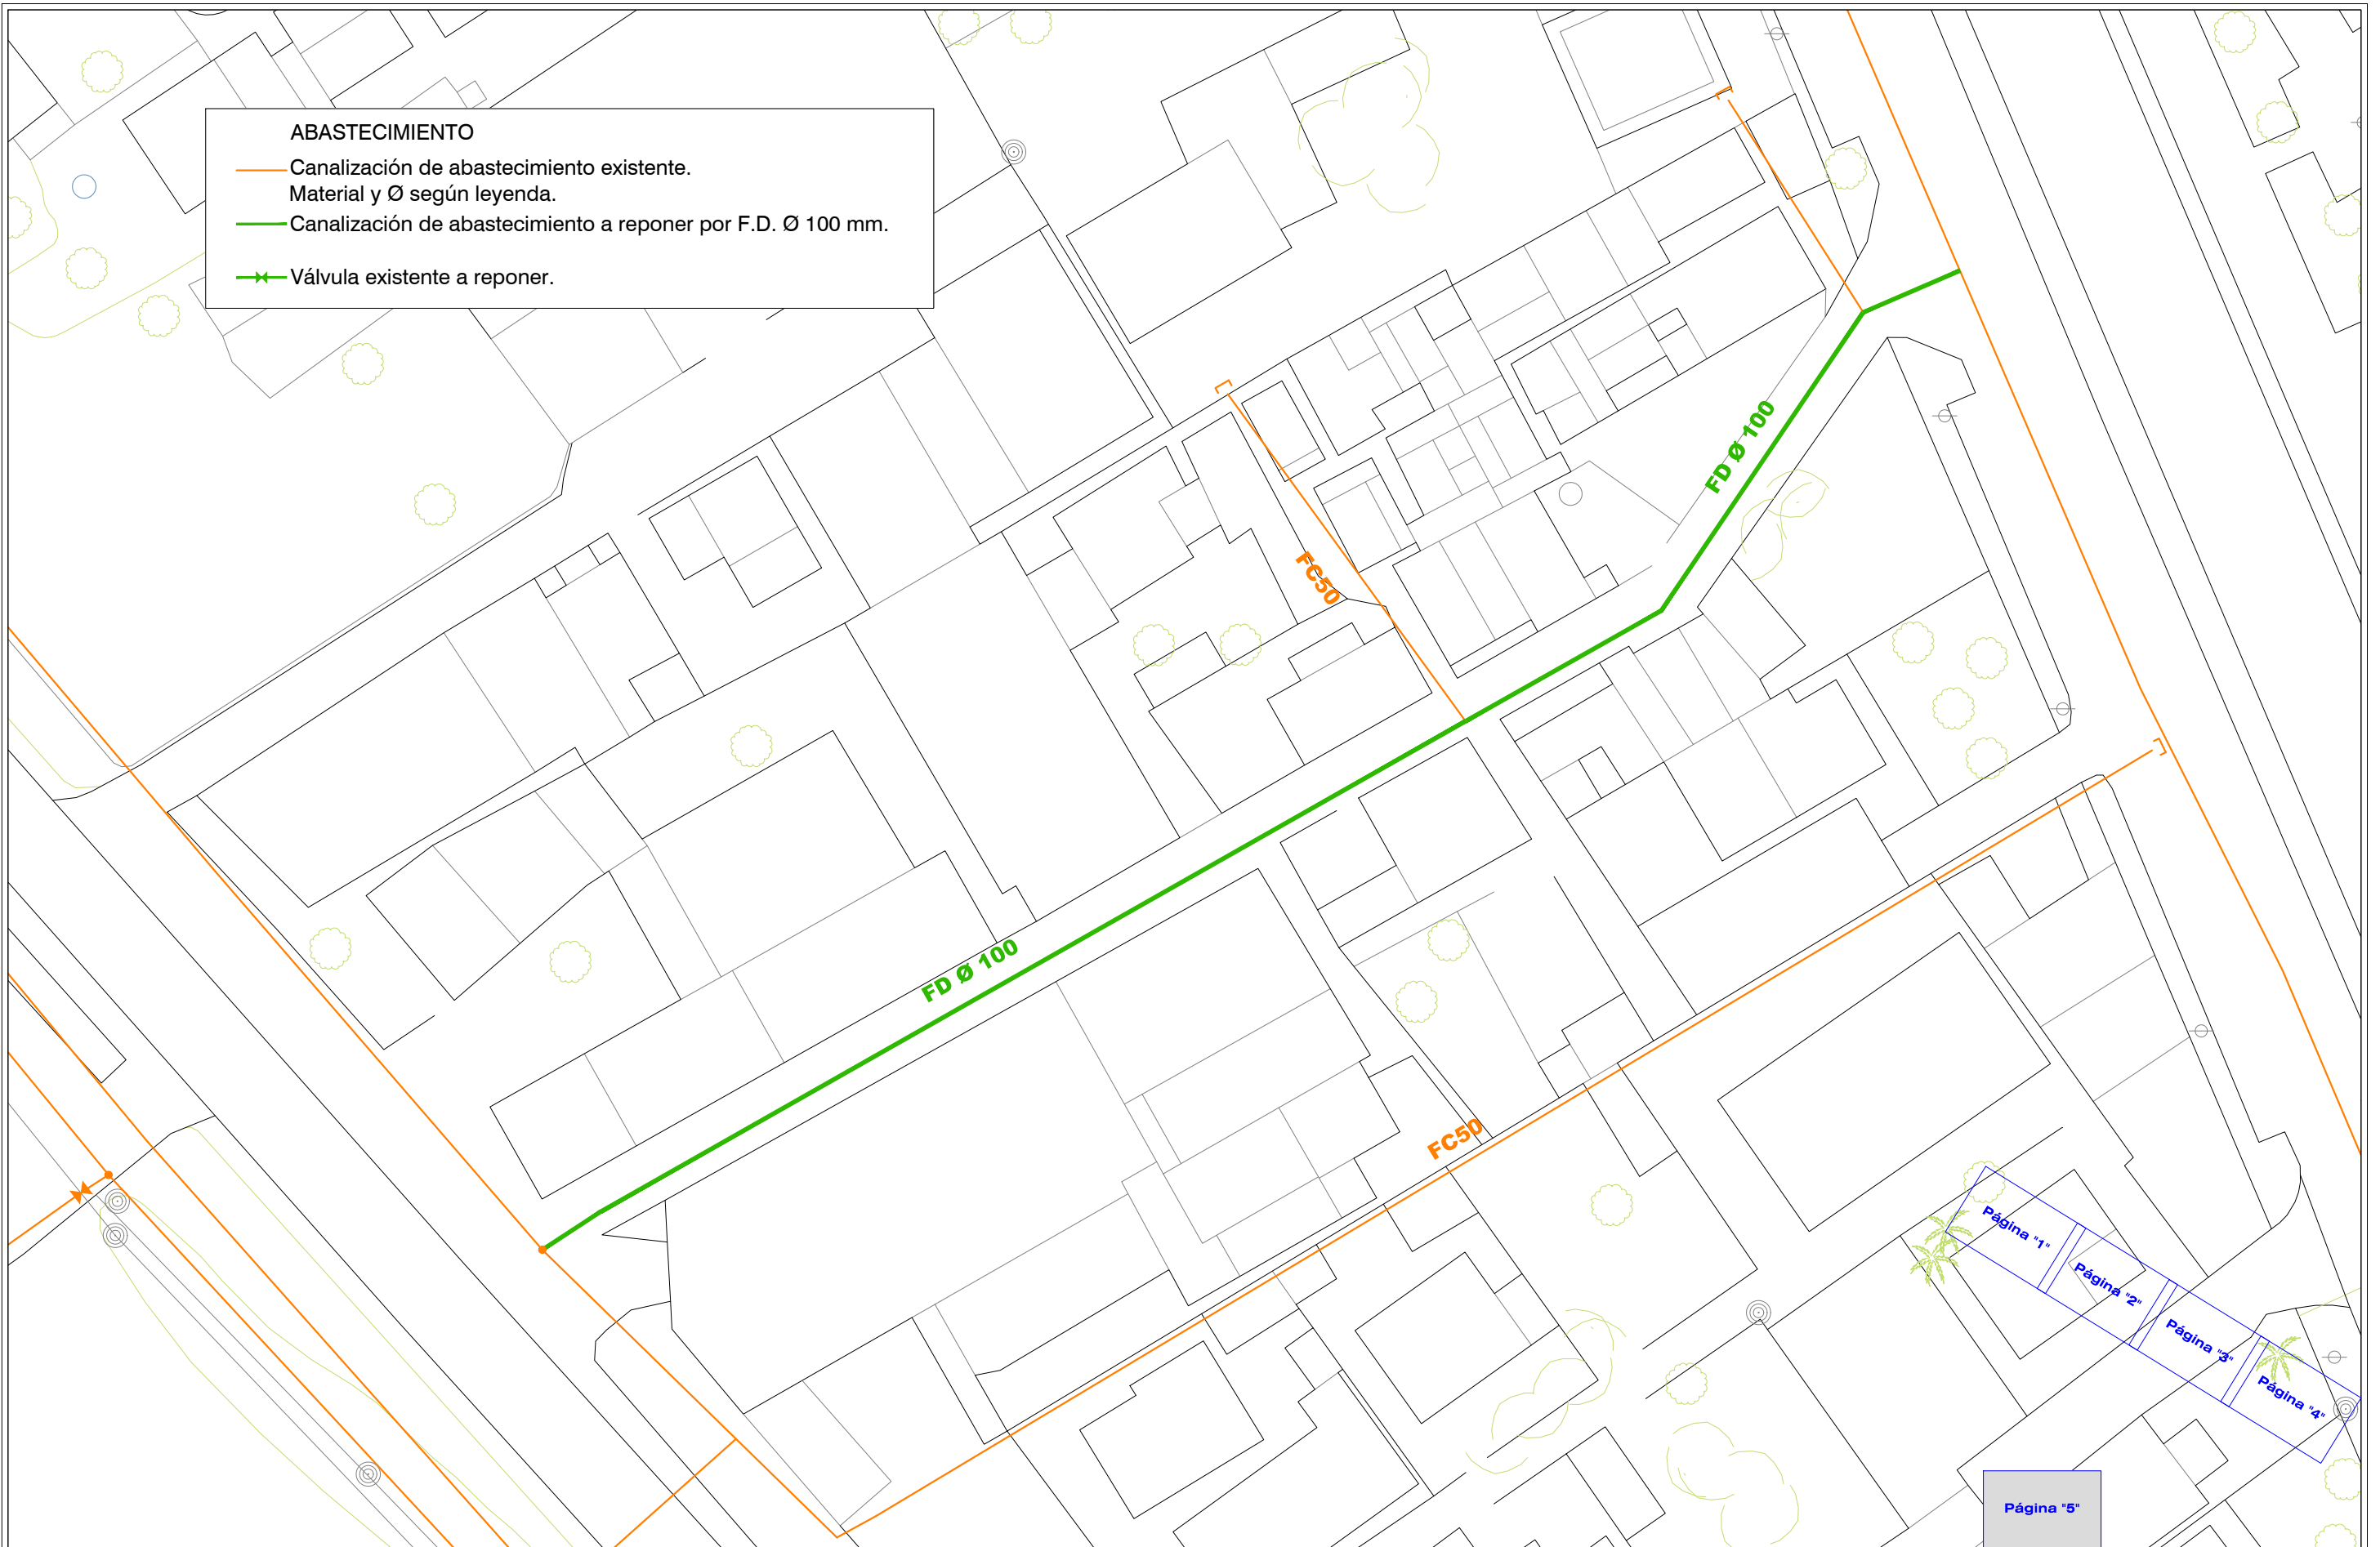 ABASTECIMIENTO
Canalización de abastecimiento existente.
Material y Ø según leyenda.
Canalización de abastecimiento a reponer por F.D. Ø 100 mm.
Válvula existente a reponer.
FD Ø 100
FC50
FD Ø 100
FC50
Página "1"
Página "2"
Página "3"
Página "4"
Página "5"